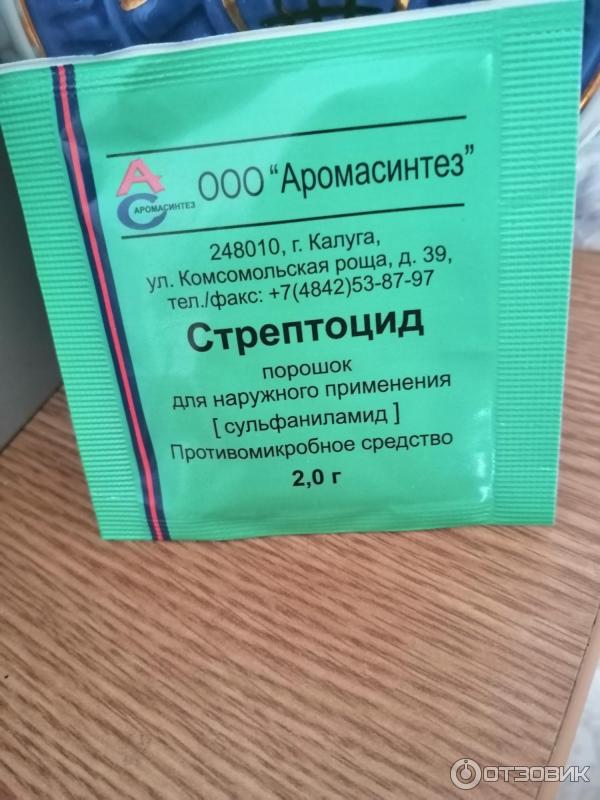 АС
АРОМАСИНТЕЗ
ООО "Аромасинтез"
248010, г. Калуга,
ул. Комсомольская роща, д. 39,
тел./факс: +7(4842)53-87-97
Стрептоцид
порошок
для наружного применения
[ сульфаниламид ]
Противомикробное средство
2,0 г
ОТЗОВИК